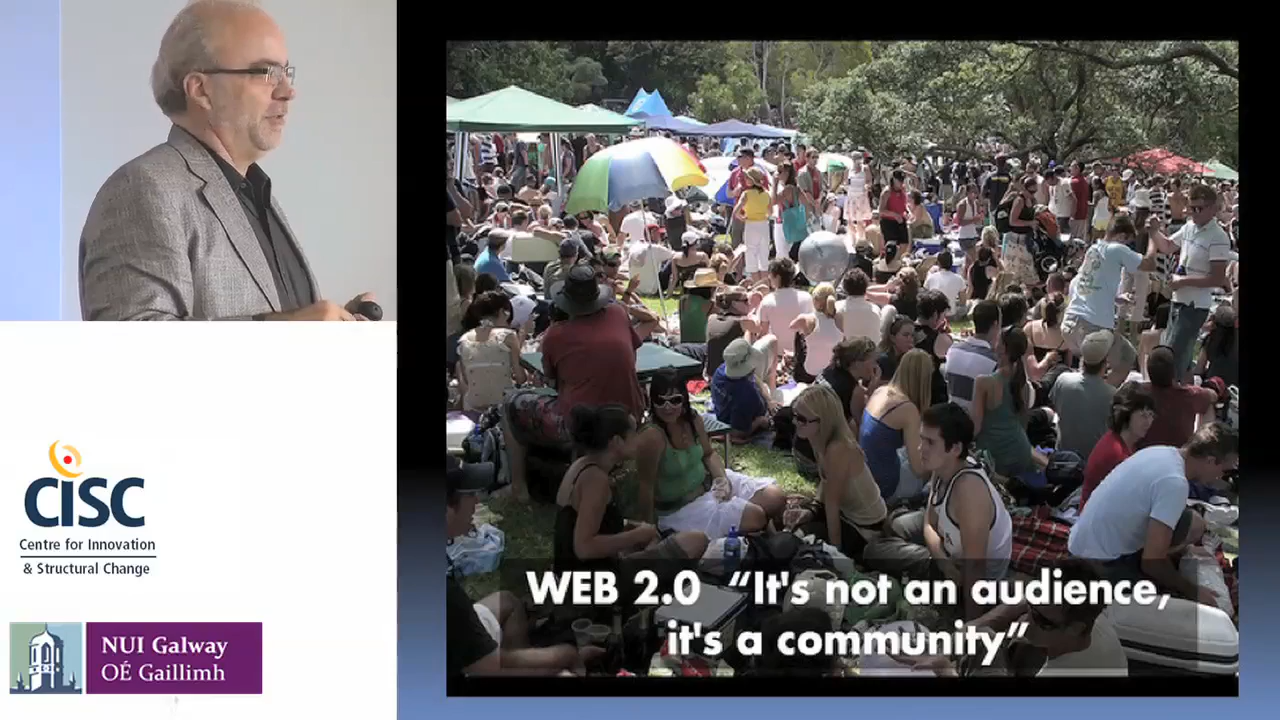 CISC
Centre for Innovation
& Structural Change
NUI Galway
OÉ Gaillimh
WEB 2.0 “It's not an audience,
it's a community”